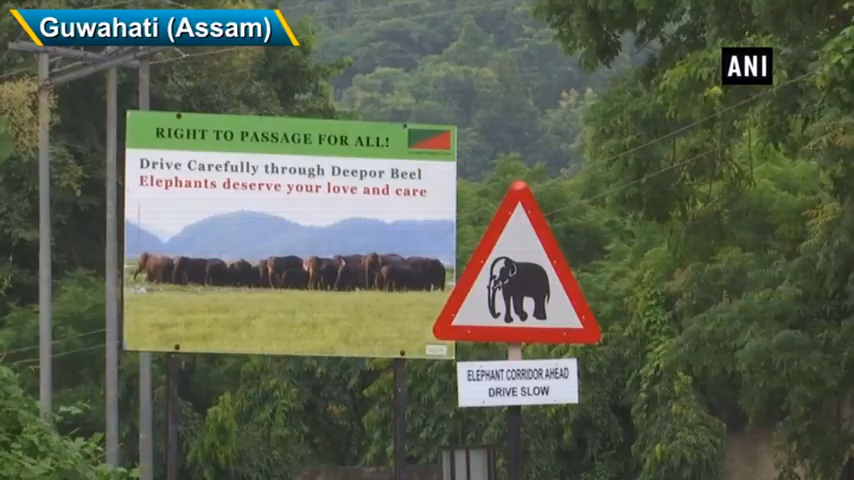 Guwahati (Assam)
ANI
RIGHT TO PASSAGE FOR ALL!
Drive Carefully through Deepor Beel
Elephants deserve your love and care
ELEPHANT CORRIDOR AHEAD
DRIVE SLOW